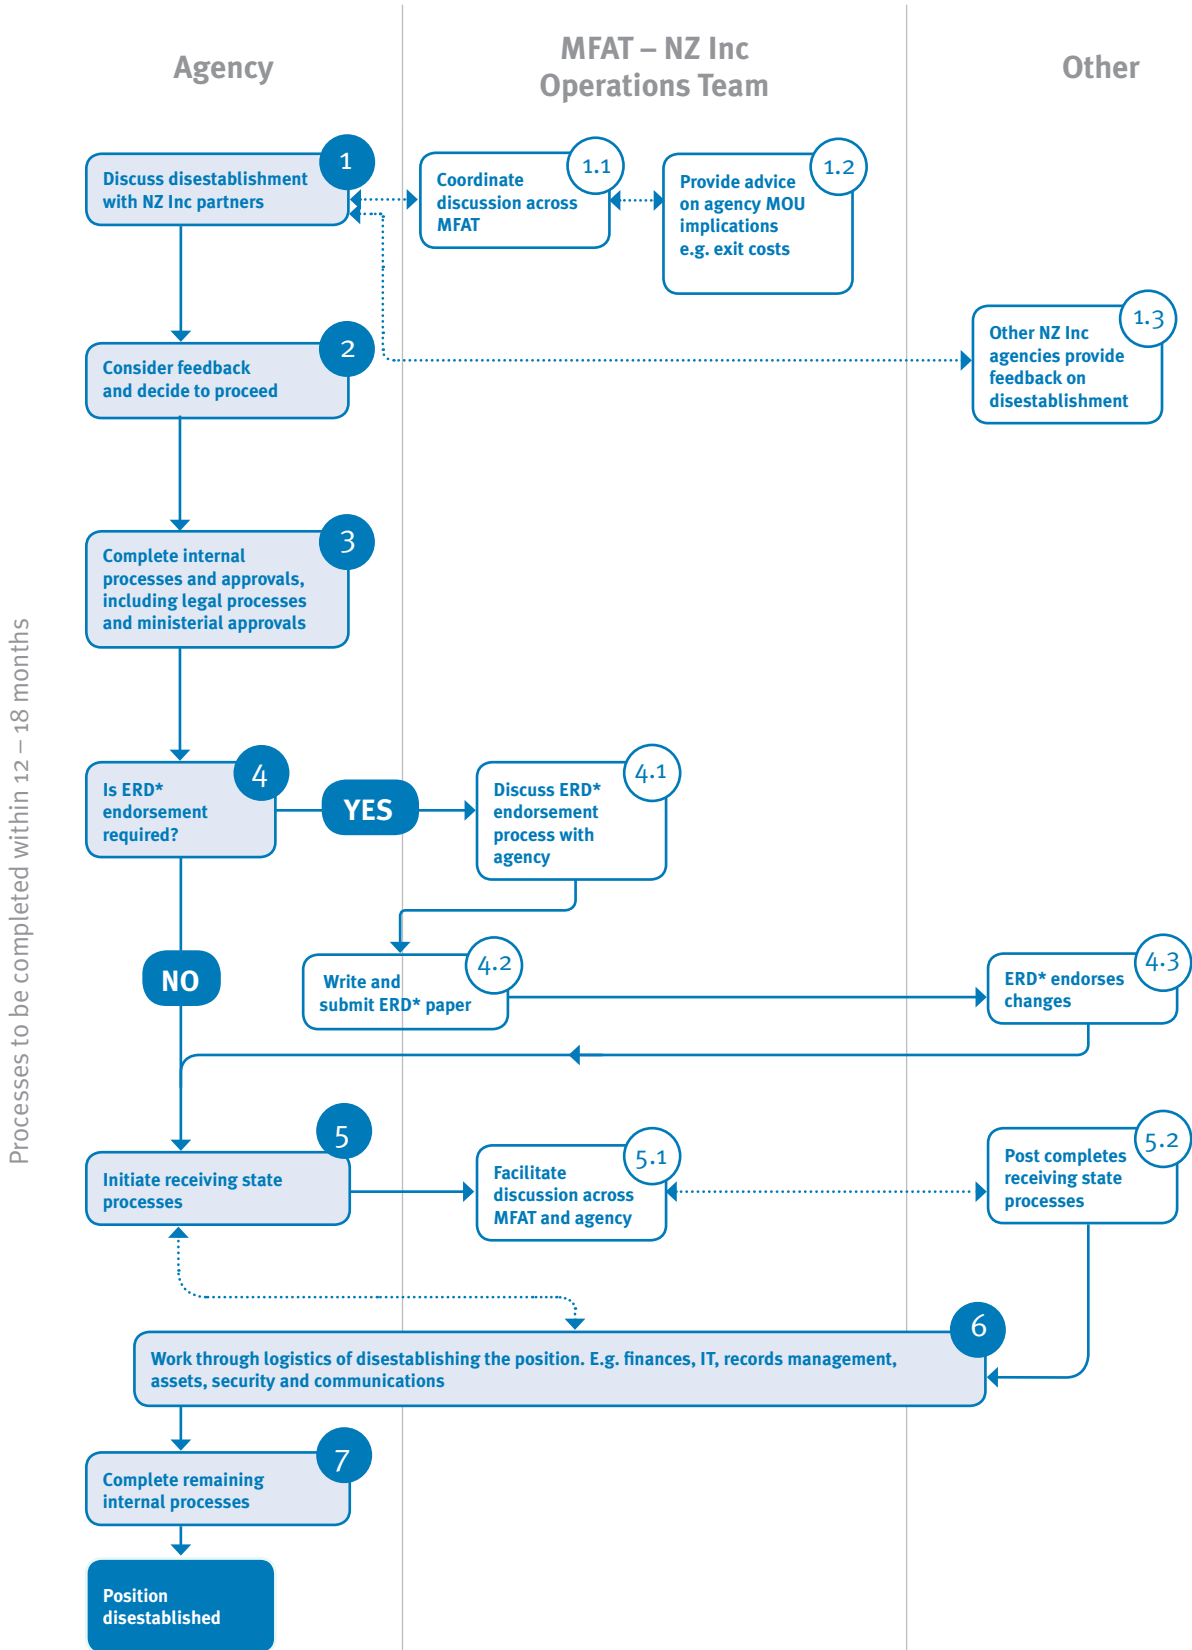 Agency
MFAT – NZ Inc
Operations Team
Other
1
Discuss disestablishment
with NZ Inc partners
1.1
Coordinate
discussion across
MFAT
1.2
Provide advice
on agency MOU
implications
e.g. exit costs
1.3
Other NZ Inc
agencies provide
feedback on
disestablishment
2
Consider feedback
and decide to proceed
3
Complete internal
processes and approvals,
including legal processes
and ministerial approvals
Processes to be completed within 12 – 18 months
4
Is ERD*
endorsement
required?
YES
4.1
Discuss ERD*
endorsement
process with
agency
NO
4.2
Write and
submit ERD* paper
4.3
ERD* endorses
changes
5
Initiate receiving state
processes
5.1
Facilitate
discussion across
MFAT and agency
5.2
Post completes
receiving state
processes
6
Work through logistics of disestablishing the position. E.g. finances, IT, records management,
assets, security and communications
7
Complete remaining
internal processes
Position
disestablished